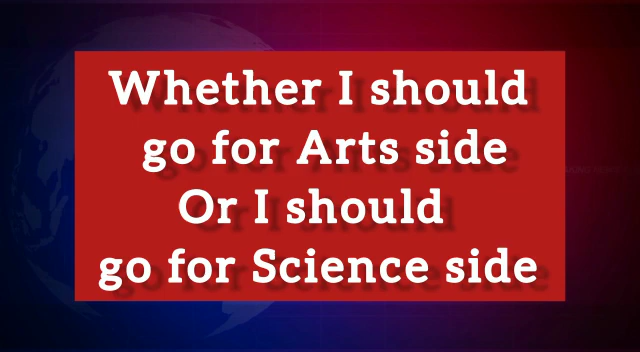 Whether I should
go for Arts side
Or I should
go for Science side